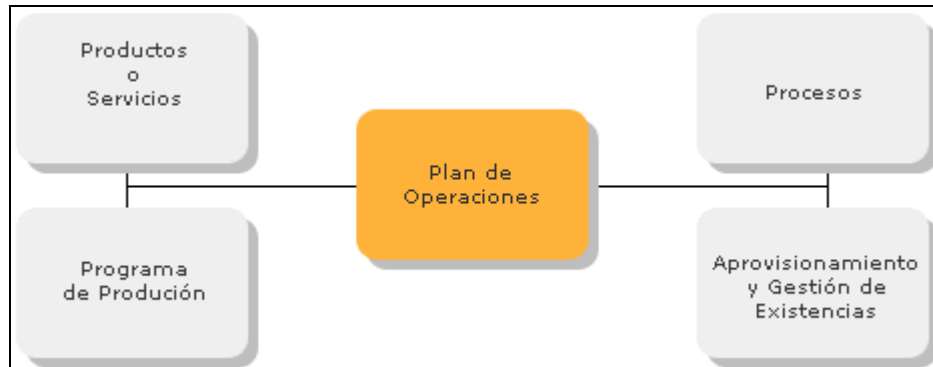 Productos
o
Servicios
Procesos
Plan de
Operaciones
Programa
de Produción
Aprovisionamiento
y Gestión de
Existencias